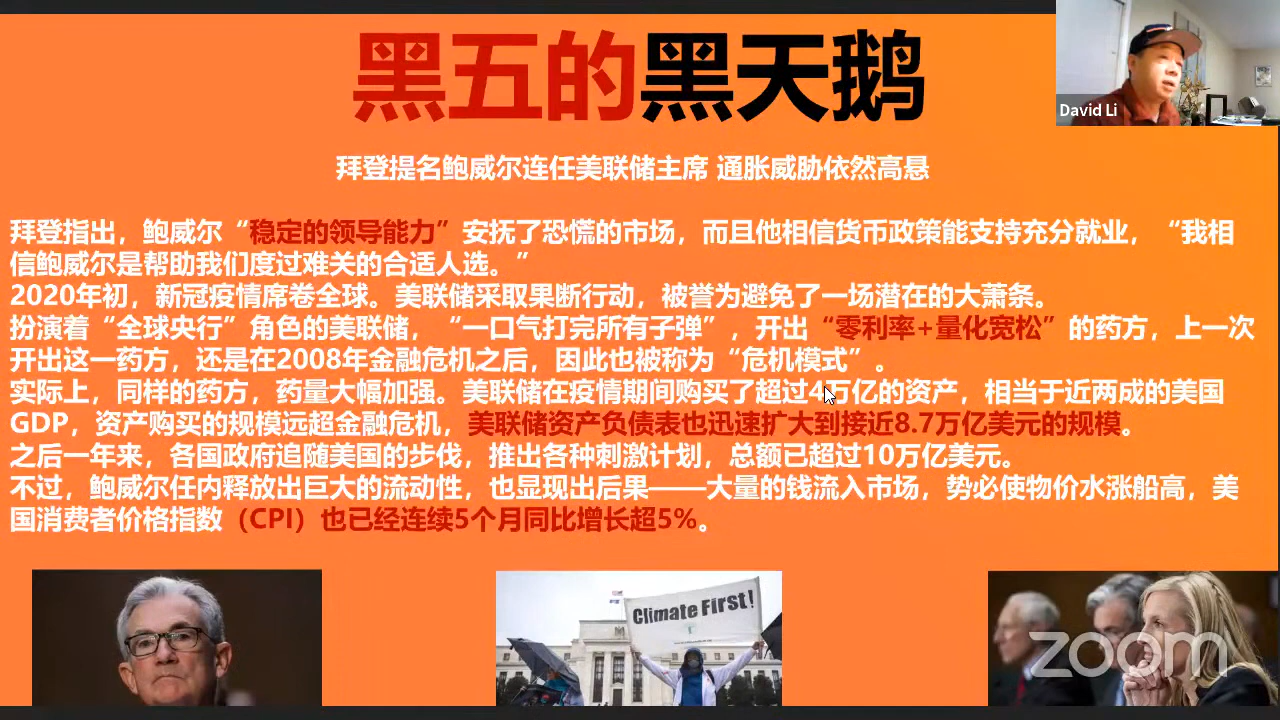 黑五的黑天鹅
David Li
拜登提名鲍威尔连任美联储主席 通胀威胁依然高悬
拜登指出，鲍威尔“稳定的领导能力”安抚了恐慌的市场，而且他相信货币政策能支持充分就业，“我相
信鲍威尔是帮助我们度过难关的合适人选。”
2020年初，新冠疫情席卷全球。美联储采取果断行动，被誉为避免了一场潜在的大萧条。
扮演着“全球央行”角色的美联储，“一口气打完所有子弹”，开出“零利率+量化宽松”的药方，上一次
开出这一药方，还是在2008年金融危机之后，因此也被称为“危机模式”。
实际上，同样的药方，药量大幅加强。美联储在疫情期间购买了超过4万亿的资产，相当于近两成的美国
GDP，资产购买的规模远超金融危机，美联储资产负债表也迅速扩大到接近8.7万亿美元的规模。
之后一年来，各国政府追随美国的步伐，推出各种刺激计划，总额已超过10万亿美元。
不过，鲍威尔任内释放出巨大的流动性，也显现出后果——大量的钱流入市场，势必使物价水涨船高，美
国消费者价格指数（CPI）也已经连续5个月同比增长超5%。
Climate First!
zoom